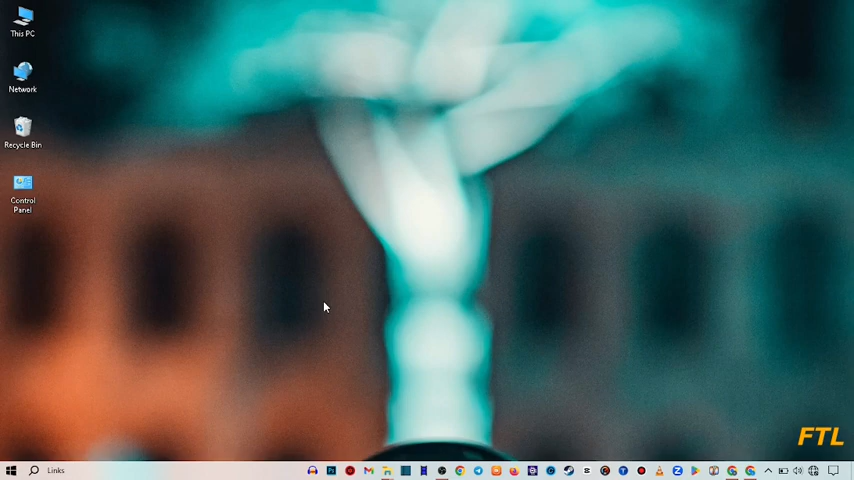 This PC
Network
Recycle Bin
Control
Panel
FTL
Links